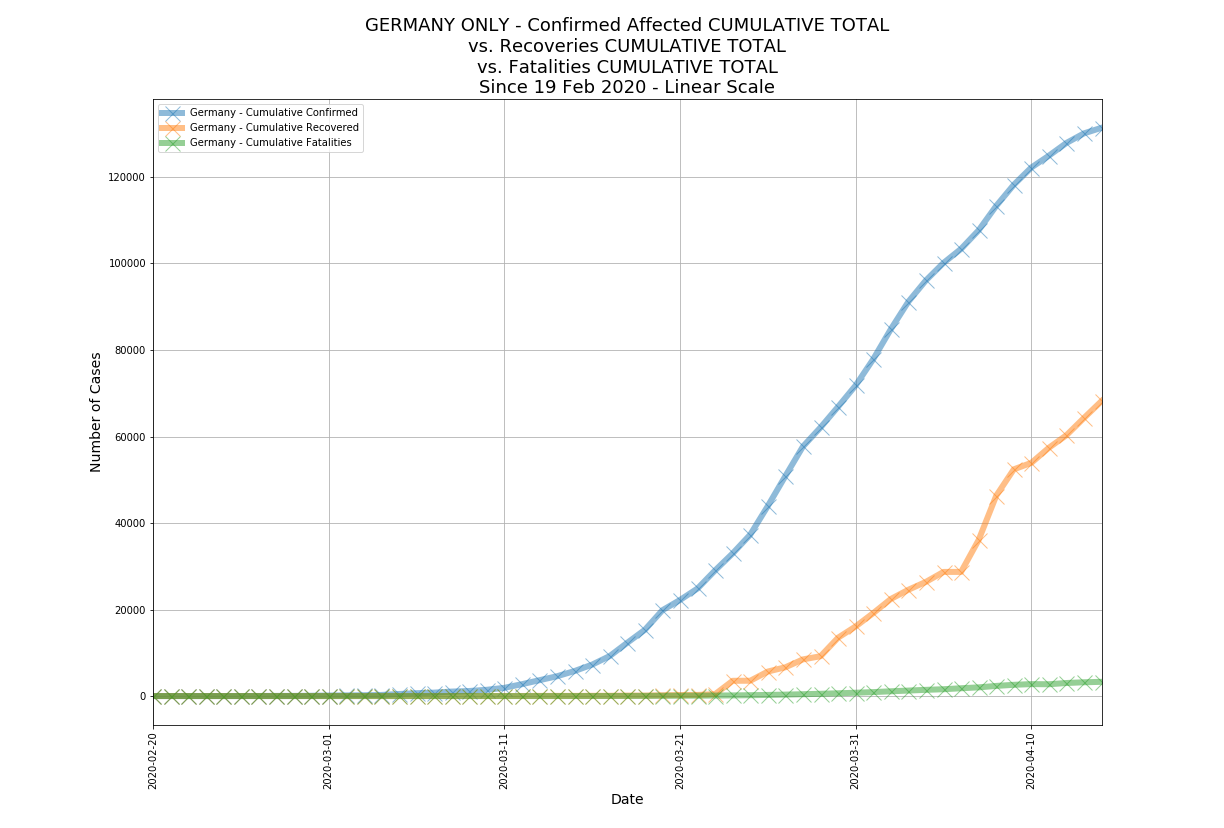 GERMANY ONLY - Confirmed Affected CUMULATIVE TOTAL
vs. Recoveries CUMULATIVE TOTAL
vs. Fatalities CUMULATIVE TOTAL
Since 19 Feb 2020 - Linear Scale
Germany - Cumulative Confirmed
Germany - Cumulative Recovered
Germany - Cumulative Fatalities
Number of Cases
120000
100000
80000
60000
40000
20000
0
2020-02-20
2020-03-01
2020-03-11
2020-03-21
2020-03-31
2020-04-10
Date